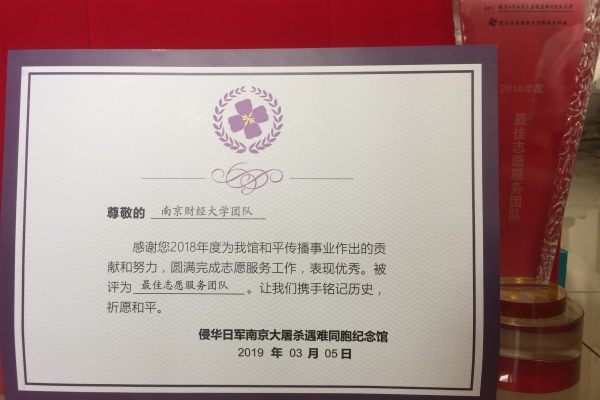 尊敬的 南京财经大学团队
感谢您2018年度为我馆和平传播事业作出的贡
献和努力，圆满完成志愿服务工作，表现优秀。被
评为 最佳志愿服务团队 。让我们携手铭记历史，
祈愿和平。
侵华日军南京大屠杀遇难同胞纪念馆
2019 年 03 月 05日
2018年度
最佳志愿服务团队